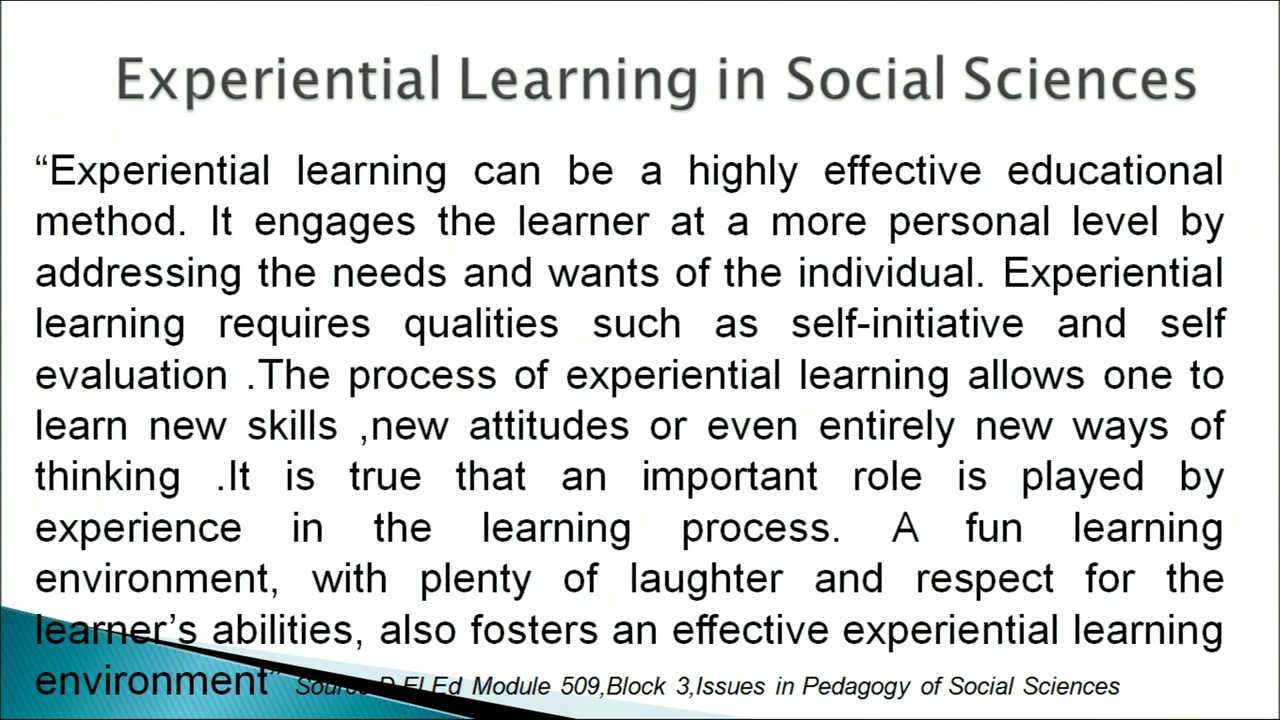 Experiential Learning in Social Sciences
“Experiential learning can be a highly effective educational
method. It engages the learner at a more personal level by
addressing the needs and wants of the individual. Experiential
learning requires qualities such as self-initiative and self
evaluation .The process of experiential learning allows one to
learn new skills ,new attitudes or even entirely new ways of
thinking .It is true that an important role is played by
experience in the learning process. A fun learning
environment, with plenty of laughter and respect for the
learner’s abilities, also fosters an effective experiential learning
environment” Source D.El.Ed Module 509,Block 3,Issues in Pedagogy of Social Sciences